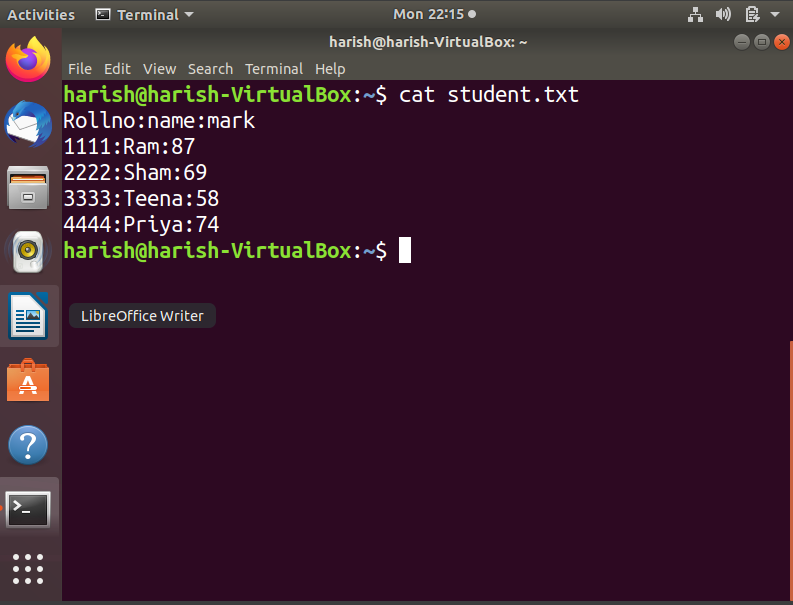 Activities Terminal Mon 22:15
harish@harish-VirtualBox: ~
File Edit View Search Terminal Help
harish@harish-VirtualBox:~$ cat student.txt
Rollno:name:mark
1111:Ram:87
2222:Sham:69
3333:Teena:58
4444:Priya:74
harish@harish-VirtualBox:~$
LibreOffice Writer